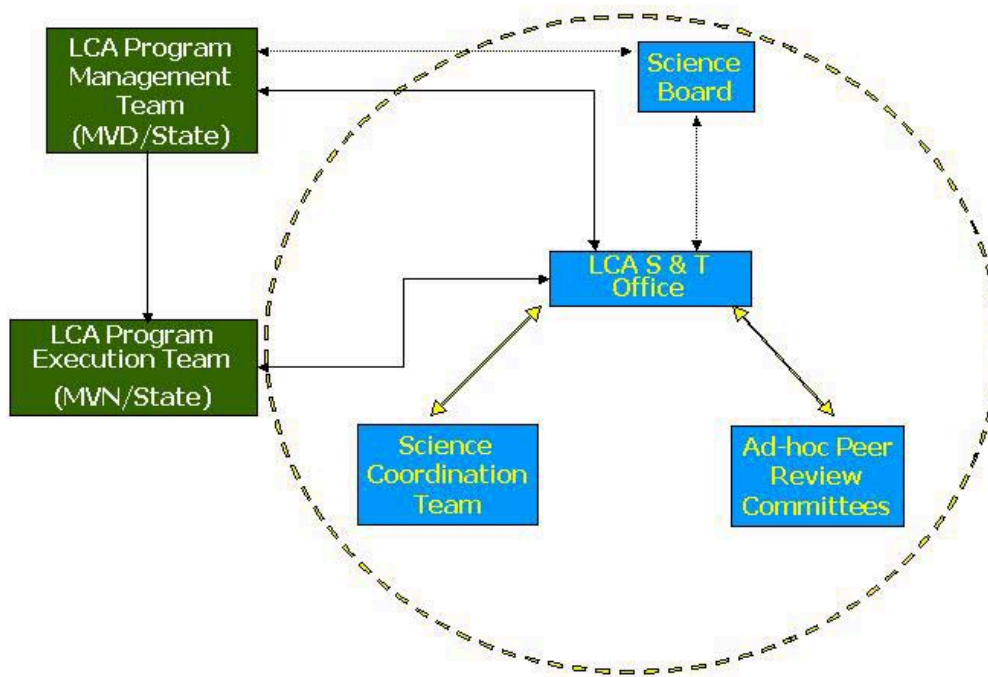 LCA Program
Management
Team
(MVD/State)
Science
Board
LCA S & T
Office
LCA Program
Execution Team
(MVN/State)
Science
Coordination
Team
Ad-hoc Peer
Review
Committees